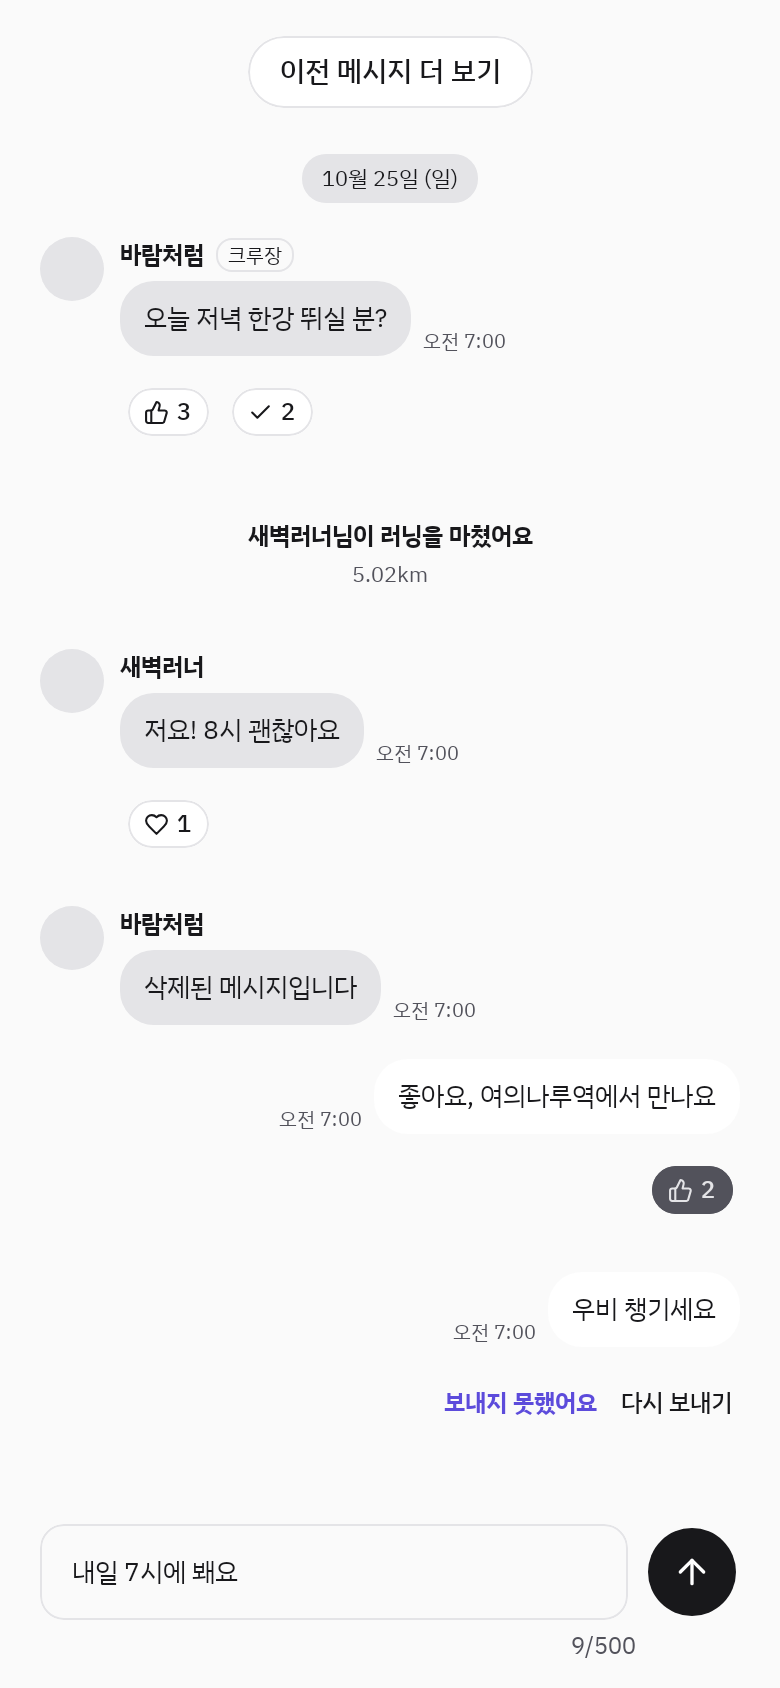 이전 메시지 더 보기
10월 25일 (일)
바람처럼 크루장
오늘 저녁 한강 뛰실 분?
오전 7:00
3 2
새벽러너님이 러닝을 마쳤어요
5.02km
새벽러너
저요! 8시 괜찮아요
오전 7:00
1
바람처럼
삭제된 메시지입니다
오전 7:00
좋아요, 여의나루역에서 만나요
오전 7:00
2
우비 챙기세요
오전 7:00
보내지 못했어요 다시 보내기
내일 7시에 봬요
9/500